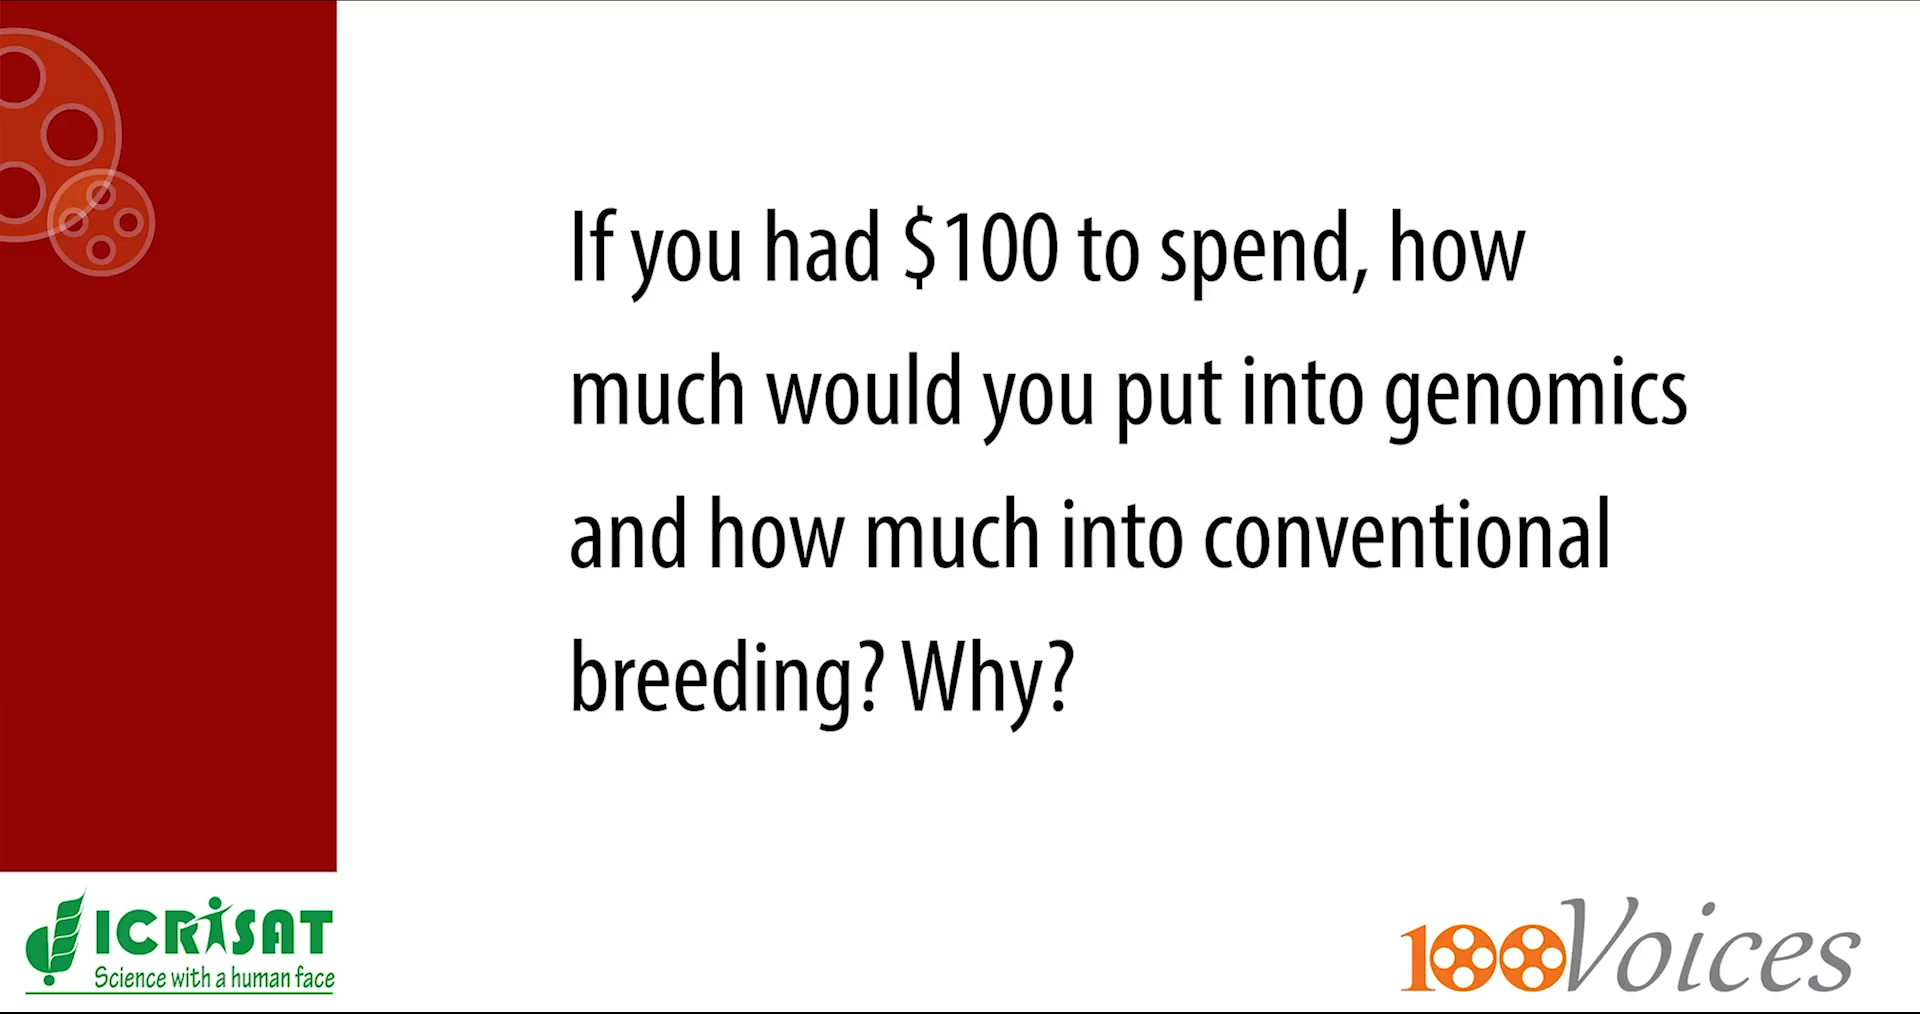 If you had $100 to spend, how
much would you put into genomics
and how much into conventional
breeding? Why?
ICRISAT
Science with a human face
100Voices